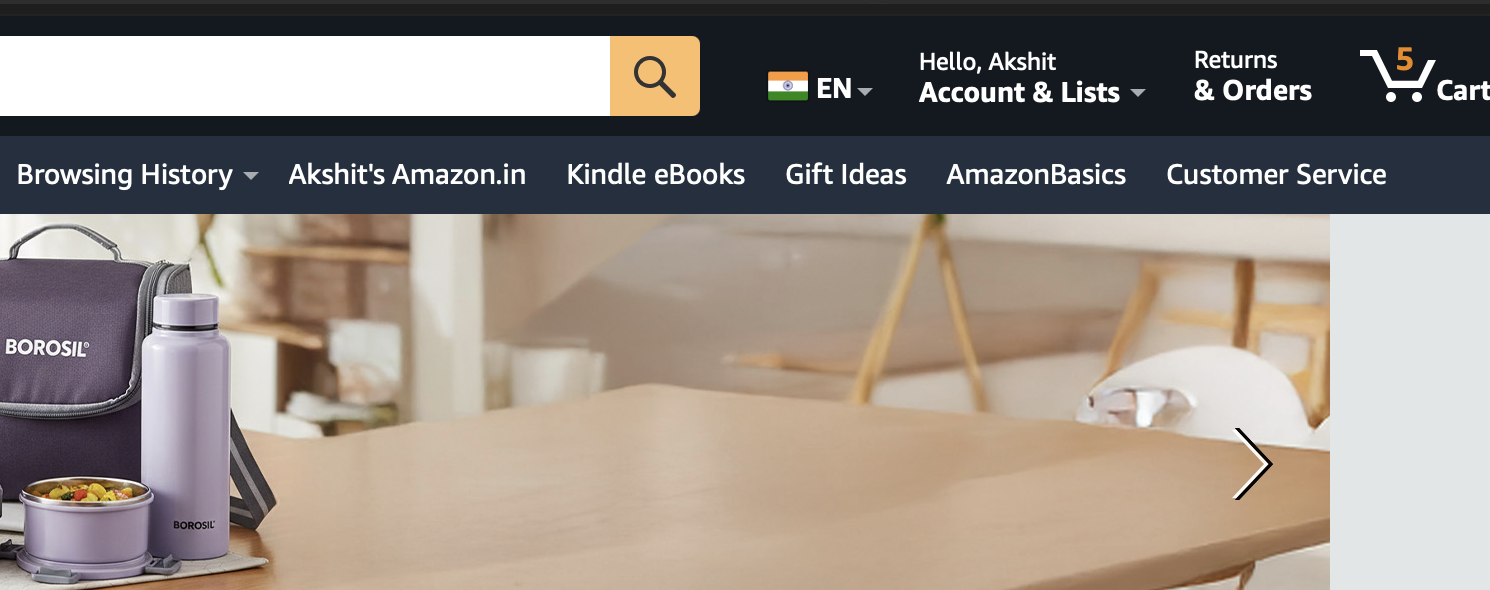 EN
Hello, Akshit
Account & Lists
Returns
& Orders
5
Cart
Browsing History
Akshit's Amazon.in
Kindle eBooks
Gift Ideas
AmazonBasics
Customer Service
BOROSIL®
BOROSIL®